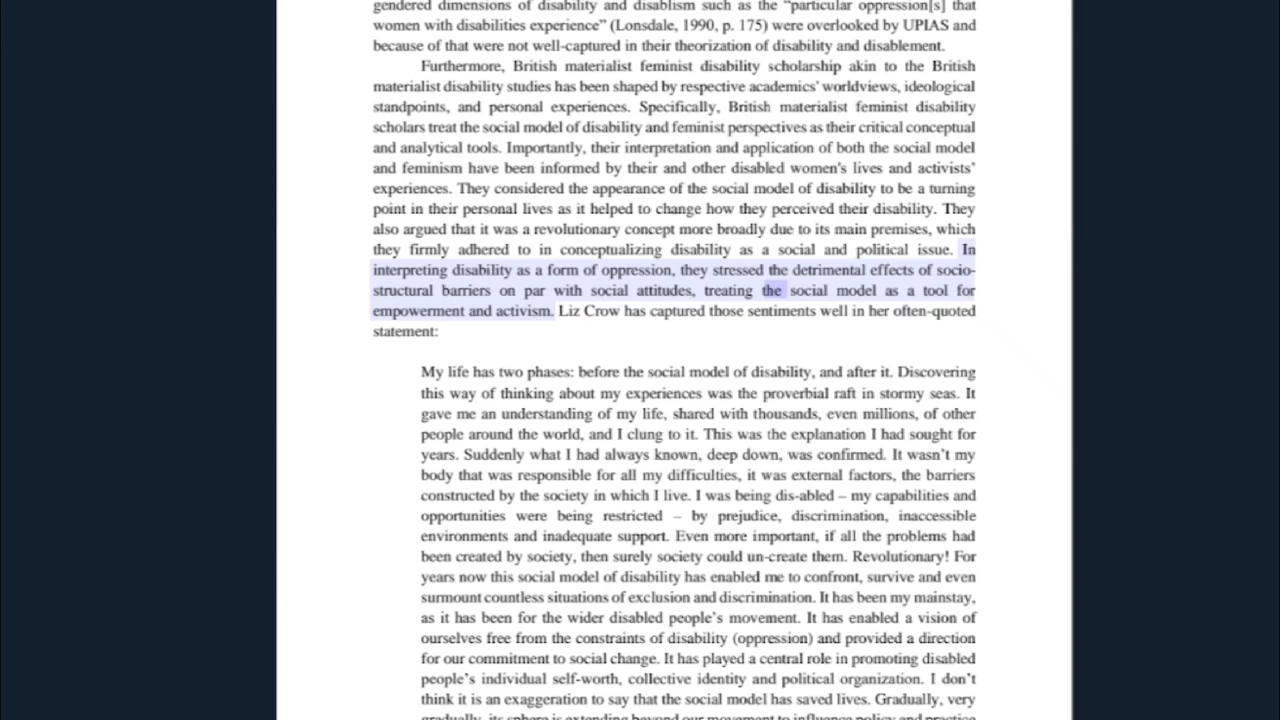 gendered dimensions of disability and disablism such as the “particular oppression[s] that
women with disabilities experience” (Lonsdale, 1990, p. 175) were overlooked by UPIAS and
because of that were not well-captured in their theorization of disability and disablement.
Furthermore, British materialist feminist disability scholarship akin to the British
materialist disability studies has been shaped by respective academics’ worldviews, ideological
standpoints, and personal experiences. Specifically, British materialist feminist disability
scholars treat the social model of disability and feminist perspectives as their critical conceptual
and analytical tools. Importantly, their interpretation and application of both the social model
and feminism have been informed by their and other disabled women's lives and activists’
experiences. They considered the appearance of the social model of disability to be a turning
point in their personal lives as it helped to change how they perceived their disability. They
also argued that it was a revolutionary concept more broadly due to its main premises, which
they firmly adhered to in conceptualizing disability as a social and political issue. In
interpreting disability as a form of oppression, they stressed the detrimental effects of socio-
structural barriers on par with social attitudes, treating the social model as a tool for
empowerment and activism. Liz Crow has captured those sentiments well in her often-quoted
statement:
My life has two phases: before the social model of disability, and after it. Discovering
this way of thinking about my experiences was the proverbial raft in stormy seas. It
gave me an understanding of my life, shared with thousands, even millions, of other
people around the world, and I clung to it. This was the explanation I had sought for
years. Suddenly what I had always known, deep down, was confirmed. It wasn’t my
body that was responsible for all my difficulties, it was external factors, the barriers
constructed by the society in which I live. I was being dis-abled – my capabilities and
opportunities were being restricted – by prejudice, discrimination, inaccessible
environments and inadequate support. Even more important, if all the problems had
been created by society, then surely society could un-create them. Revolutionary! For
years now this social model of disability has enabled me to confront, survive and even
surmount countless situations of exclusion and discrimination. It has been my mainstay,
as it has been for the wider disabled people’s movement. It has enabled a vision of
ourselves free from the constraints of disability (oppression) and provided a direction
for our commitment to social change. It has played a central role in promoting disabled
people’s individual self-worth, collective identity and political organization. I don’t
think it is an exaggeration to say that the social model has saved lives. Gradually, very
gradually, its sphere is extending beyond our movement to influence policy and practice